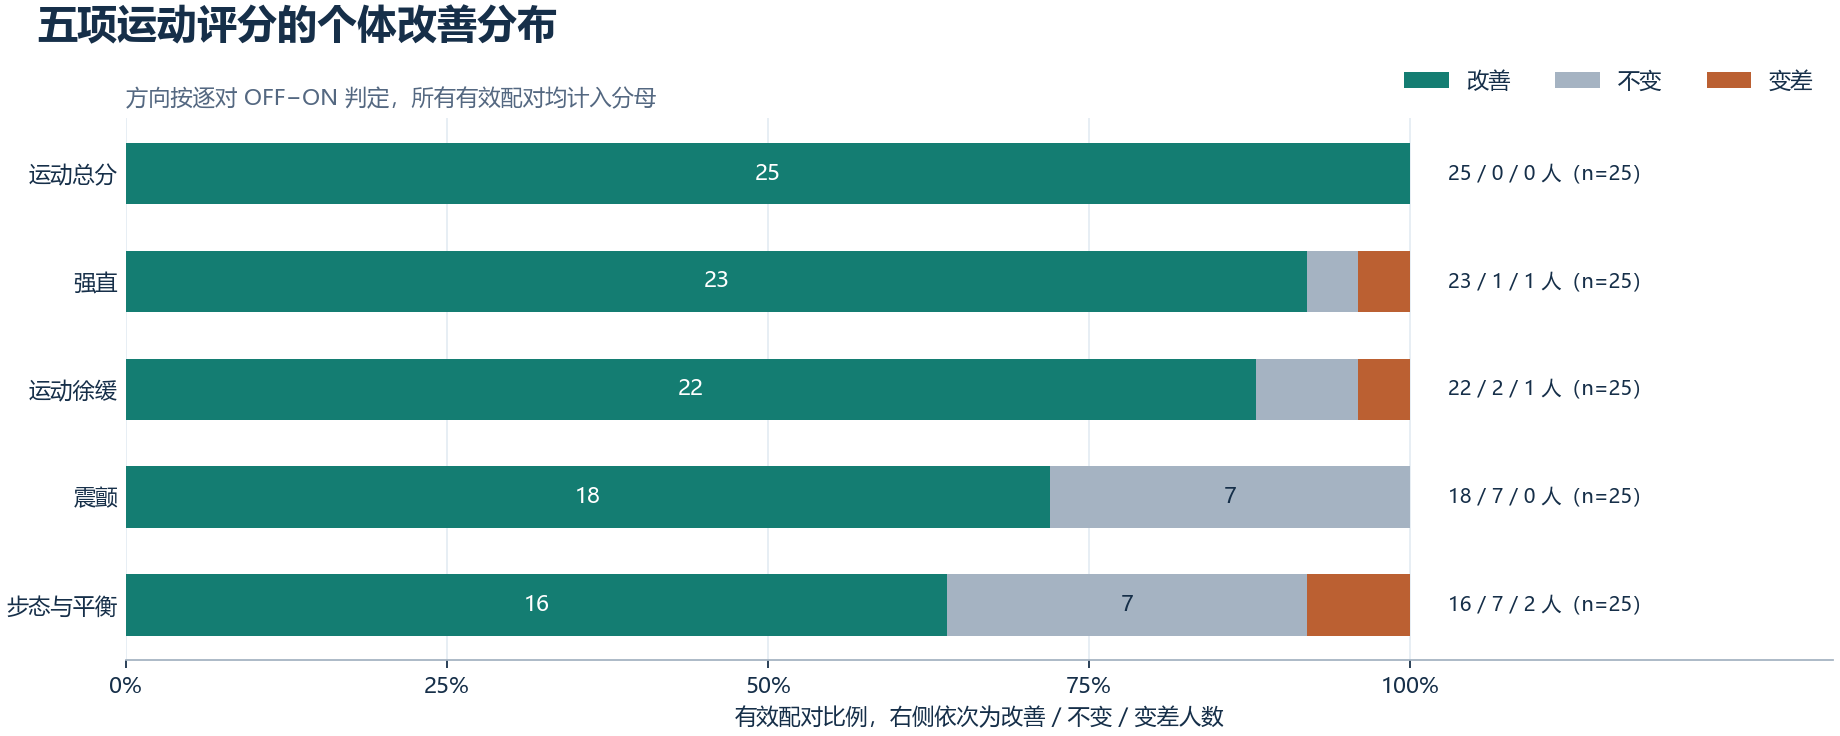 五项运动评分的个体改善分布
改善 不变 变差
方向按逐对 OFF−ON 判定，所有有效配对均计入分母
运动总分 25 25 / 0 / 0 人（n=25）
强直 23 23 / 1 / 1 人（n=25）
运动徐缓 22 22 / 2 / 1 人（n=25）
震颤 18 7 18 / 7 / 0 人（n=25）
步态与平衡 16 7 16 / 7 / 2 人（n=25）
0% 25% 50% 75% 100%
有效配对比例，右侧依次为改善 / 不变 / 变差人数